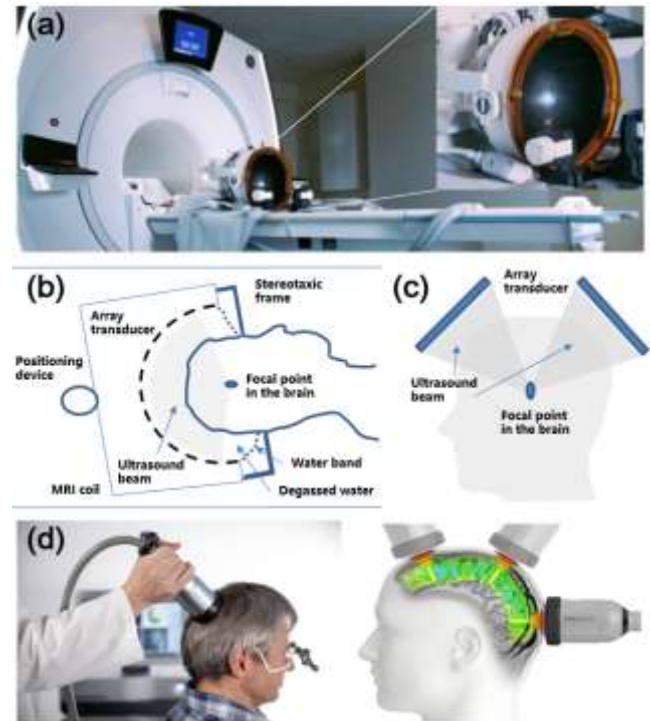 (a)
(b)
Stereotaxic
frame
Array
transducer
Positioning
device
Focal point
in the brain
Ultrasound
beam
Water band
MRI coil
Degassed water
(c)
Array
transducer
Ultrasound
beam
Focal point
in the brain
(d)